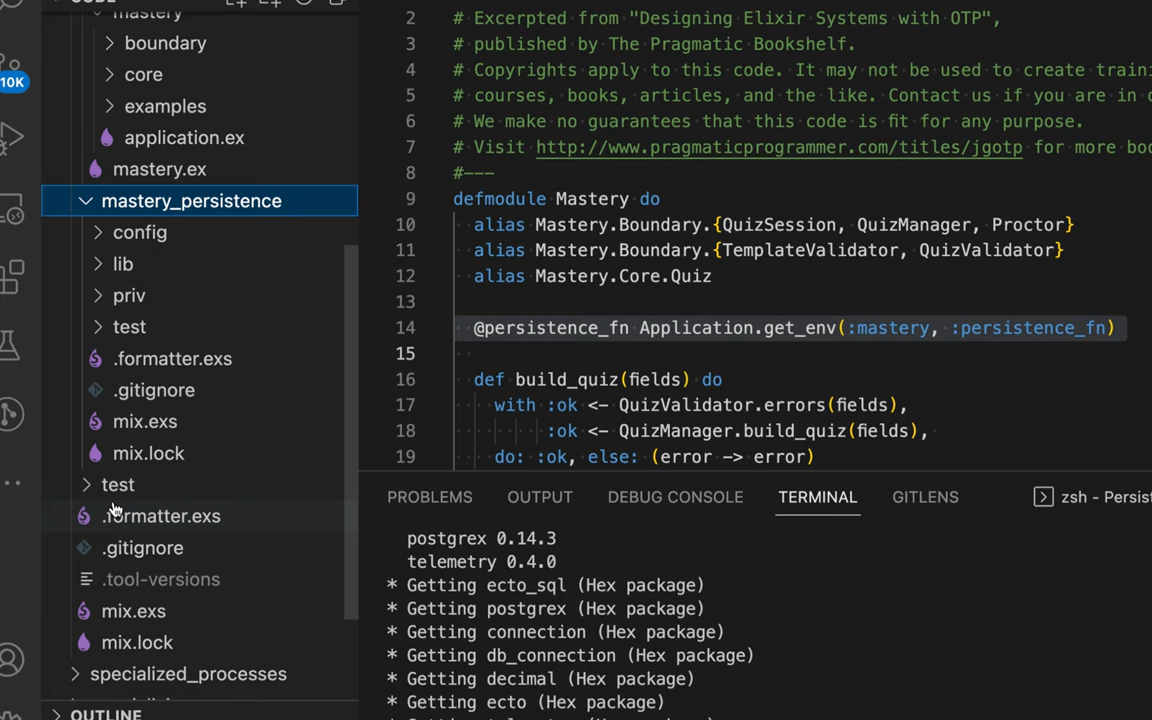 CODE
10K
mastery
boundary
core
examples
application.ex
mastery.ex
mastery_persistence
config
lib
priv
test
.formatter.exs
.gitignore
mix.exs
mix.lock
test
.formatter.exs
.gitignore
.tool-versions
mix.exs
mix.lock
specialized_processes
OUTLINE
2 # Excerpted from "Designing Elixir Systems with OTP",
3 # published by The Pragmatic Bookshelf.
4 # Copyrights apply to this code. It may not be used to create traini
5 # courses, books, articles, and the like. Contact us if you are in d
6 # We make no guarantees that this code is fit for any purpose.
7 # Visit http://www.pragmaticprogrammer.com/titles/jgotp for more boo
8 #---
9 defmodule Mastery do
10 alias Mastery.Boundary.{QuizSession, QuizManager, Proctor}
11 alias Mastery.Boundary.{TemplateValidator, QuizValidator}
12 alias Mastery.Core.Quiz
13
14 @persistence_fn Application.get_env(:mastery, :persistence_fn)
15
16 def build_quiz(fields) do
17 with :ok <- QuizValidator.errors(fields),
18 :ok <- QuizManager.build_quiz(fields),
19 do: :ok, else: (error -> error)
PROBLEMS OUTPUT DEBUG CONSOLE TERMINAL GITLENS zsh - Persist
postgrex 0.14.3
telemetry 0.4.0
* Getting ecto_sql (Hex package)
* Getting postgrex (Hex package)
* Getting connection (Hex package)
* Getting db_connection (Hex package)
* Getting decimal (Hex package)
* Getting ecto (Hex package)